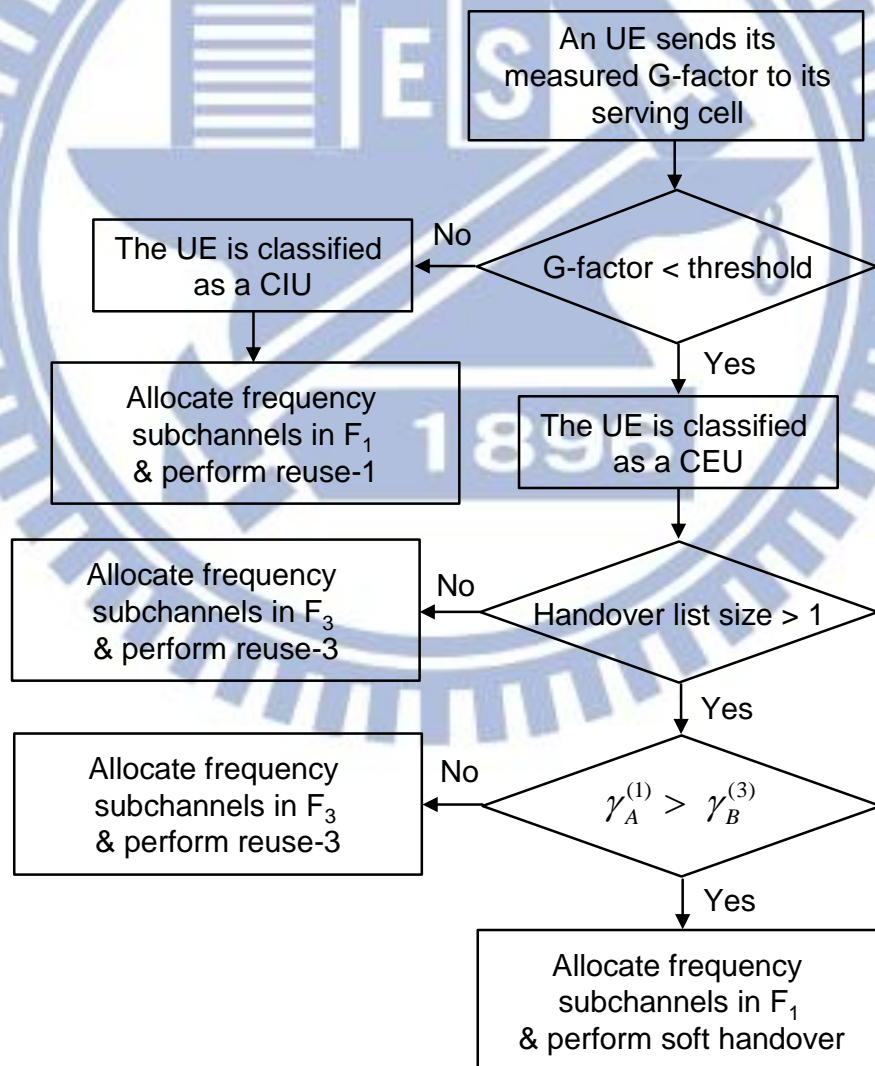 An UE sends its
measured G-factor to its
serving cell
G-factor < threshold
No
The UE is classified
as a CIU
Allocate frequency
subchannels in F₁
& perform reuse-1
Yes
The UE is classified
as a CEU
Handover list size > 1
No
Allocate frequency
subchannels in F₃
& perform reuse-3
Yes
γ_A^(1) > γ_B^(3)
No
Allocate frequency
subchannels in F₃
& perform reuse-3
Yes
Allocate frequency
subchannels in F₁
& perform soft handover
E S
1896